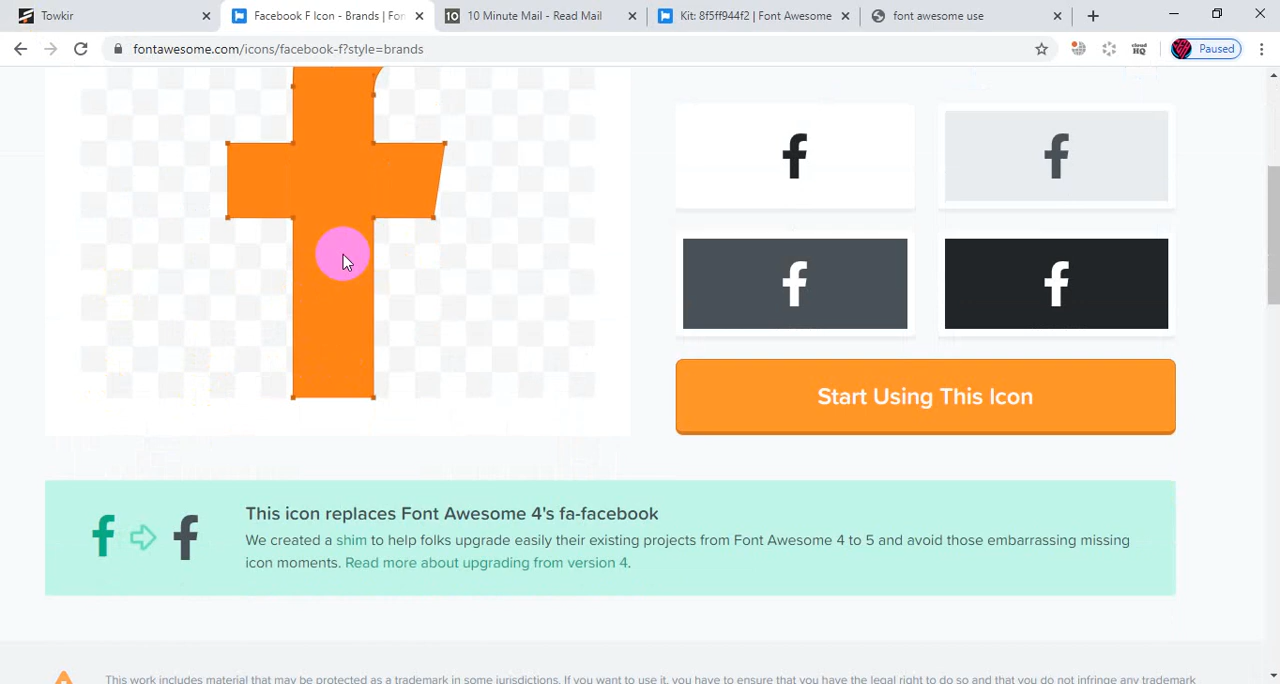 Towkir
Facebook F Icon - Brands | Fon
10 10 Minute Mail - Read Mail
Kit: 8f5ff944f2 | Font Awesome
font awesome use
fontawesome.com/icons/facebook-f?style=brands
cloud HQ
Paused
Start Using This Icon
This icon replaces Font Awesome 4's fa-facebook
We created a shim to help folks upgrade easily their existing projects from Font Awesome 4 to 5 and avoid those embarrassing missing
icon moments. Read more about upgrading from version 4.
This work includes material that may be protected as a trademark in some jurisdictions. If you want to use it, you have to ensure that you have the legal right to do so and that you do not infringe any trademark